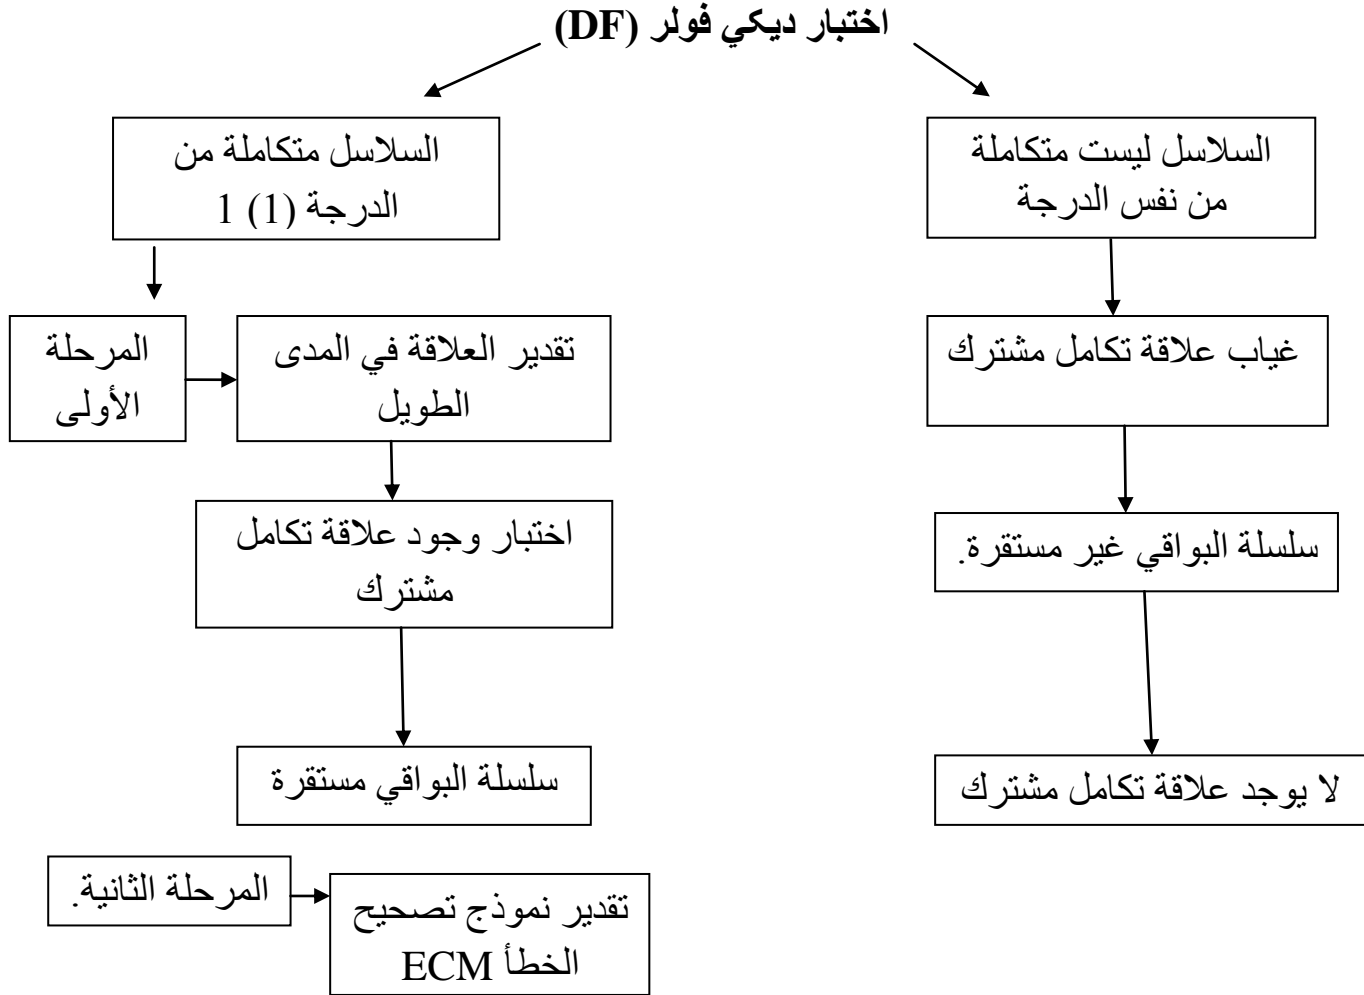 اختبار ديكي فولر (DF)
السلاسل ليست متكاملة
من نفس الدرجة
السلاسل متكاملة من
الدرجة (1) 1
غياب علاقة تكامل مشترك
المرحلة
الأولى
تقدير العلاقة في المدى
الطويل
سلسلة البواقي غير مستقرة.
اختبار وجود علاقة تكامل
مشترك
لا يوجد علاقة تكامل مشترك
سلسلة البواقي مستقرة
المرحلة الثانية.
تقدير نموذج تصحيح
الخطأ ECM